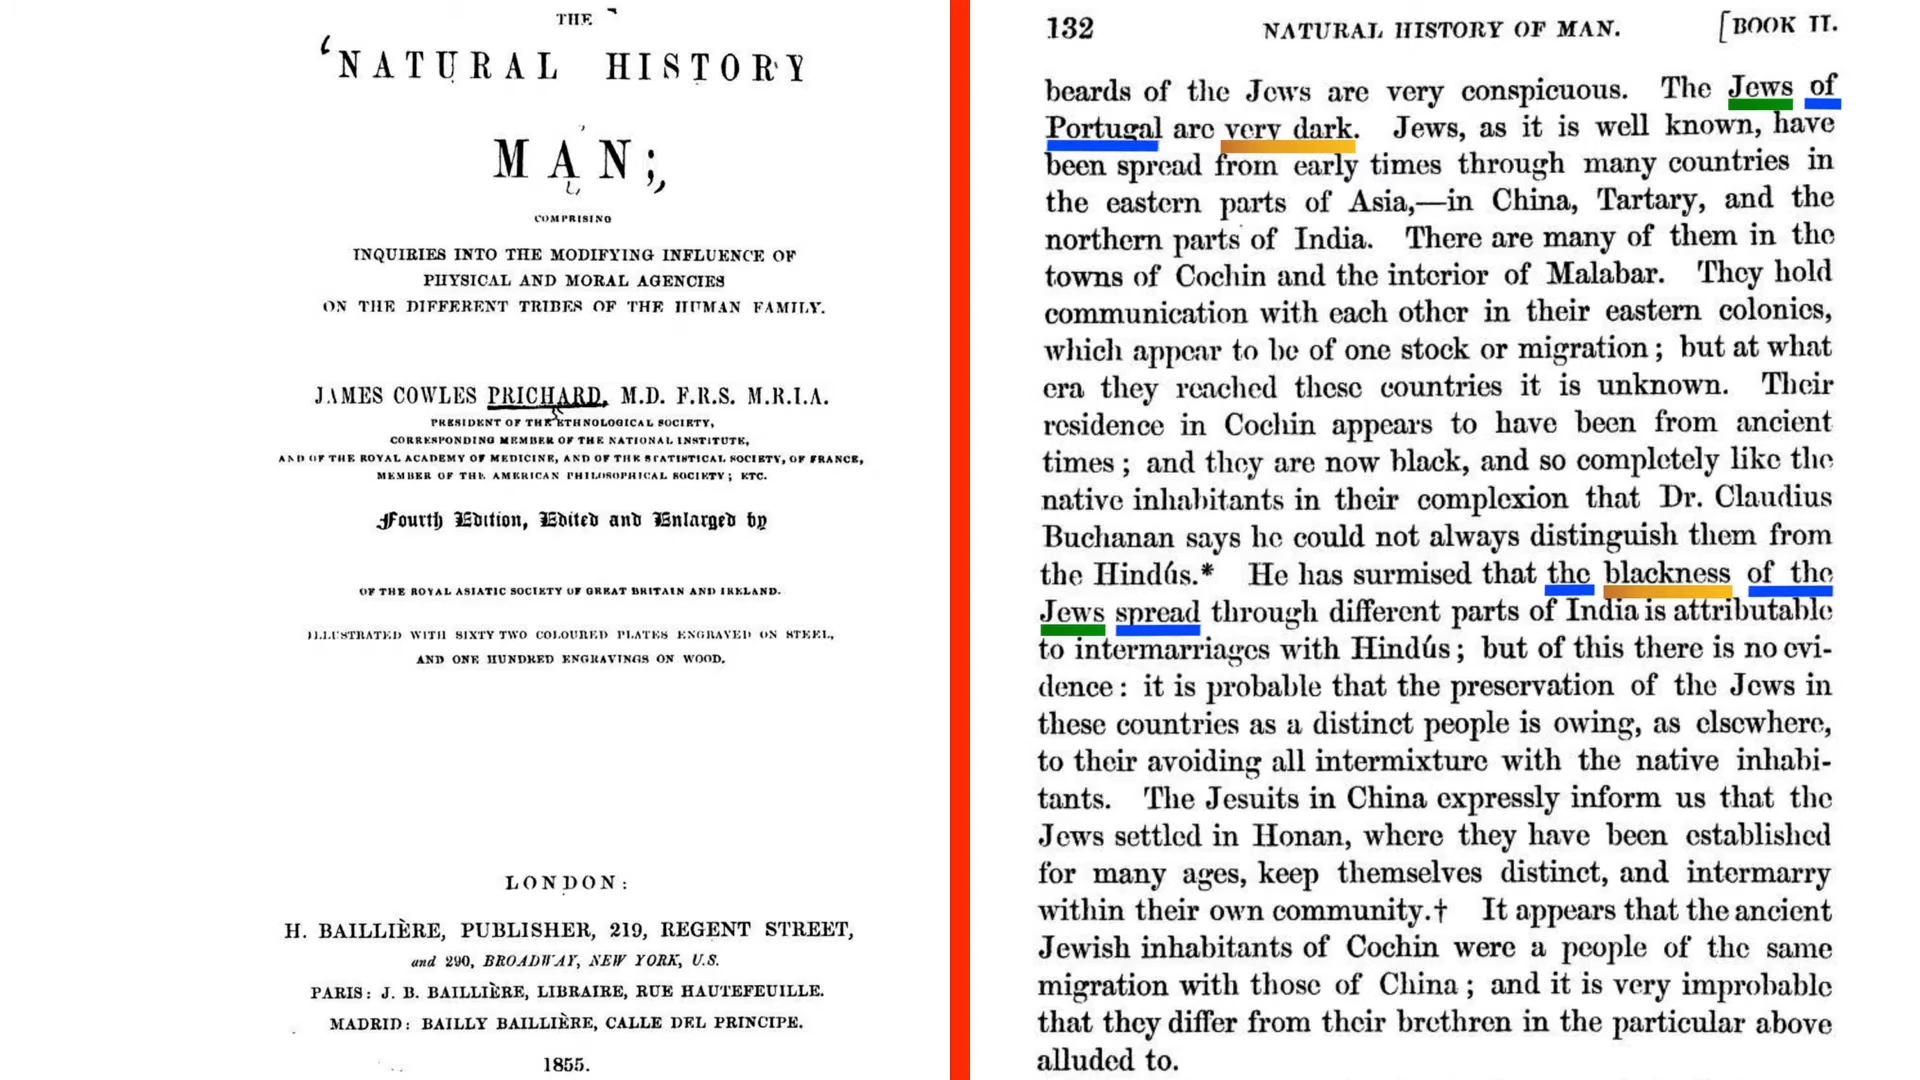 THE
NATURAL HISTORY
MAN;
COMPRISING
INQUIRIES INTO THE MODIFYING INFLUENCE OF
PHYSICAL AND MORAL AGENCIES
ON THE DIFFERENT TRIBES OF THE HUMAN FAMILY.
JAMES COWLES PRICHARD, M.D. F.R.S. M.R.I.A.
PRESIDENT OF THE ETHNOLOGICAL SOCIETY,
CORRESPONDING MEMBER OF THE NATIONAL INSTITUTE,
AND OF THE ROYAL ACADEMY OF MEDICINE, AND OF THE STATISTICAL SOCIETY, OF FRANCE,
MEMBER OF THE AMERICAN PHILOSOPHICAL SOCIETY; ETC.
Fourth Edition, Edited and Enlarged by
OF THE ROYAL ASIATIC SOCIETY OF GREAT BRITAIN AND IRELAND.
ILLUSTRATED WITH SIXTY TWO COLOURED PLATES ENGRAVED ON STEEL,
AND ONE HUNDRED ENGRAVINGS ON WOOD.
LONDON:
H. BAILLIÈRE, PUBLISHER, 219, REGENT STREET,
and 290, BROADWAY, NEW YORK, U.S.
PARIS: J. B. BAILLIÈRE, LIBRAIRE, RUE HAUTEFEUILLE.
MADRID: BAILLY BAILLIÈRE, CALLE DEL PRINCIPE.
1855.
132 NATURAL HISTORY OF MAN. [BOOK II.
beards of the Jews are very conspicuous. The Jews of
Portugal are very dark. Jews, as it is well known, have
been spread from early times through many countries in
the eastern parts of Asia,—in China, Tartary, and the
northern parts of India. There are many of them in the
towns of Cochin and the interior of Malabar. They hold
communication with each other in their eastern colonies,
which appear to be of one stock or migration; but at what
era they reached these countries it is unknown. Their
residence in Cochin appears to have been from ancient
times; and they are now black, and so completely like the
native inhabitants in their complexion that Dr. Claudius
Buchanan says he could not always distinguish them from
the Hindús.* He has surmised that the blackness of the
Jews spread through different parts of India is attributable
to intermarriages with Hindús; but of this there is no evi-
dence: it is probable that the preservation of the Jews in
these countries as a distinct people is owing, as elsewhere,
to their avoiding all intermixture with the native inhabi-
tants. The Jesuits in China expressly inform us that the
Jews settled in Honan, where they have been established
for many ages, keep themselves distinct, and intermarry
within their own community.† It appears that the ancient
Jewish inhabitants of Cochin were a people of the same
migration with those of China; and it is very improbable
that they differ from their brethren in the particular above
alluded to.